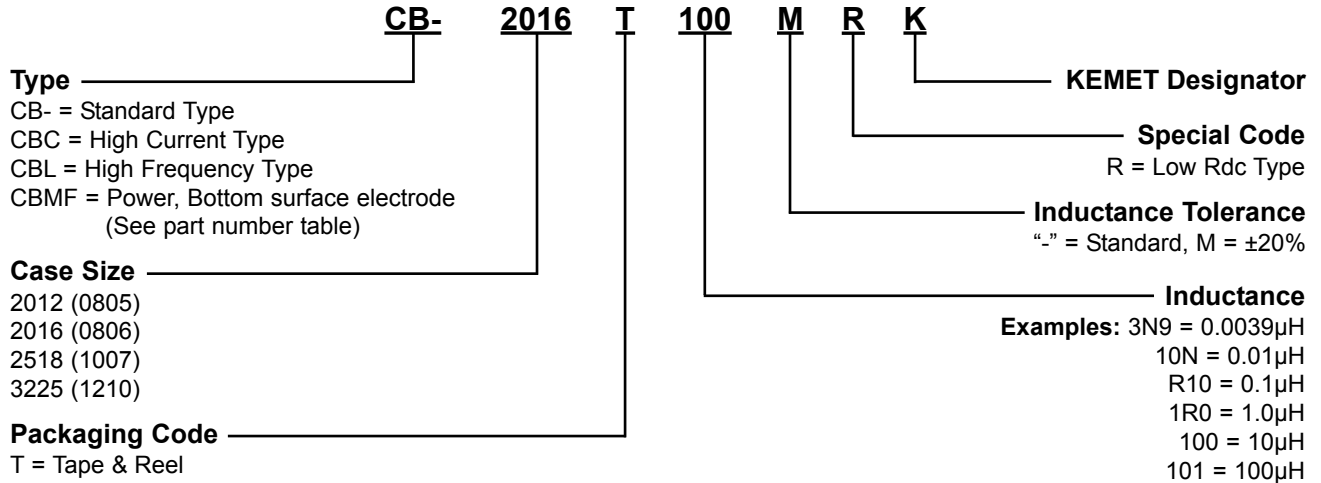 CB- 2016 T 100 M R K
Type
CB- = Standard Type
CBC = High Current Type
CBL = High Frequency Type
CBMF = Power, Bottom surface electrode
(See part number table)
Case Size
2012 (0805)
2016 (0806)
2518 (1007)
3225 (1210)
Packaging Code
T = Tape & Reel
KEMET Designator
Special Code
R = Low Rdc Type
Inductance Tolerance
“-” = Standard, M = ±20%
Inductance
Examples: 3N9 = 0.0039µH
10N = 0.01µH
R10 = 0.1µH
1R0 = 1.0µH
100 = 10µH
101 = 100µH